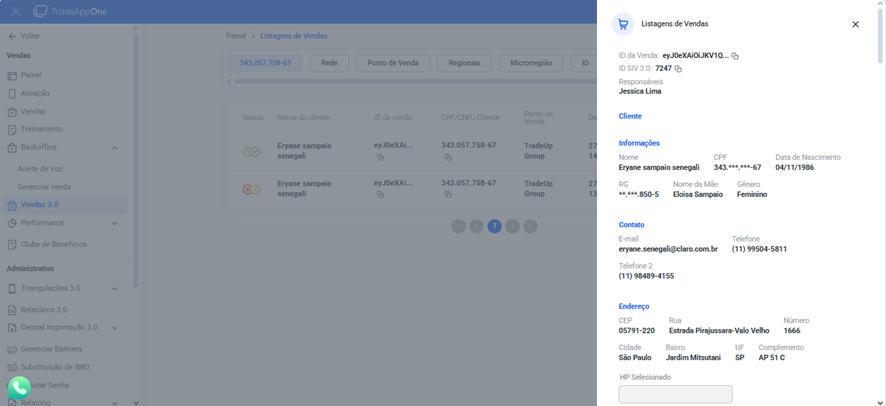 TradeAppOne
Voltar
Vendas
Painel
Ativação
Vendas
Treinamento
Backoffice
Aceite de Voz
Gerenciar venda
Vendas 3.0
Performance
Clube de Benefícios
Administrativo
Triangulações 3.0
Relatórios 3.0
Central Importação 3.0
Gerenciar Banners
Substituição de IMEI
Resetar Senha
Relatório
Painel › Listagens de Vendas
343.057.758-67 Rede Ponto de Venda Regionais Microrregião ID
Status Nome do cliente ID da venda CPF/CNPJ Cliente Ponto de Venda
Eryane sampaio senegali eyJ0eXAi... 343.057.758-67 TradeUp Group 27 14
Eryane sampaio senegali eyJ0eXAi... 343.057.758-67 TradeUp Group 27 13
1
Listagens de Vendas
ID da Venda: eyJ0eXAiOiJKV1Q...
ID SIV 3.0: 7247
Responsáveis
Jessica Lima
Cliente
Informações
Nome CPF Data de Nascimento
Eryane sampaio senegali 343.***.***-67 04/11/1986
RG Nome da Mãe Gênero
**.***.850-5 Eloisa Sampaio Feminino
Contato
E-mail Telefone
eryane.senegali@claro.com.br (11) 99504-5811
Telefone 2
(11) 98489-4155
Endereço
CEP Rua Número
05791-220 Estrada Pirajussara-Valo Velho 1666
Cidade Bairro UF Complemento
São Paulo Jardim Mitsutani SP AP 51 C
HP Selecionado